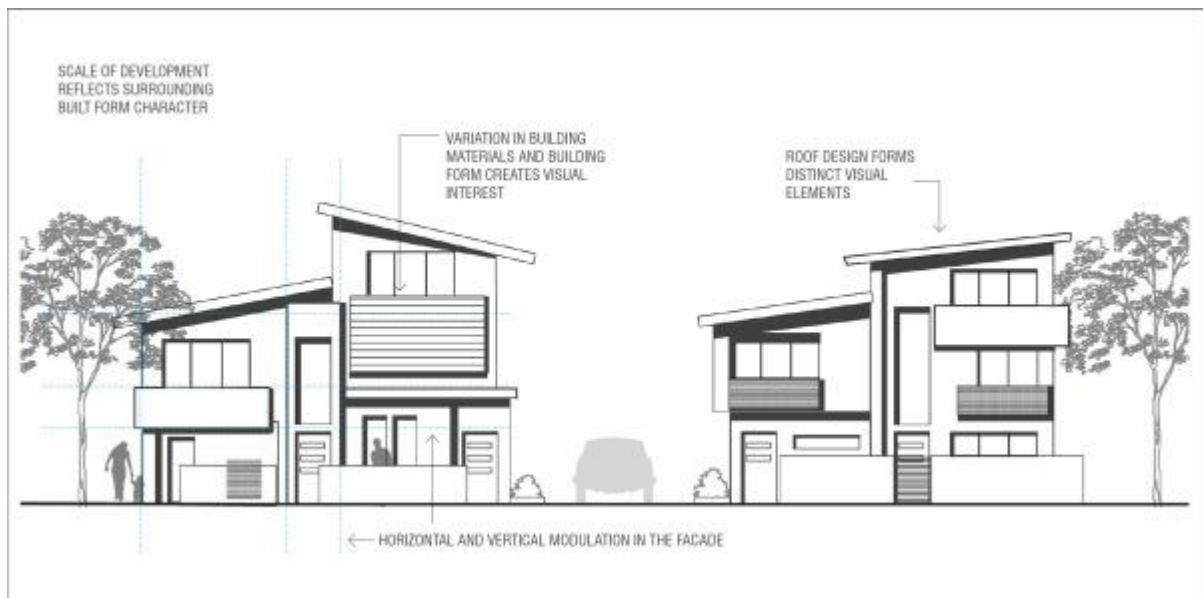 SCALE OF DEVELOPMENT
REFLECTS SURROUNDING
BUILT FORM CHARACTER
VARIATION IN BUILDING
MATERIALS AND BUILDING
FORM CREATES VISUAL
INTEREST
ROOF DESIGN FORMS
DISTINCT VISUAL
ELEMENTS
HORIZONTAL AND VERTICAL MODULATION IN THE FACADE